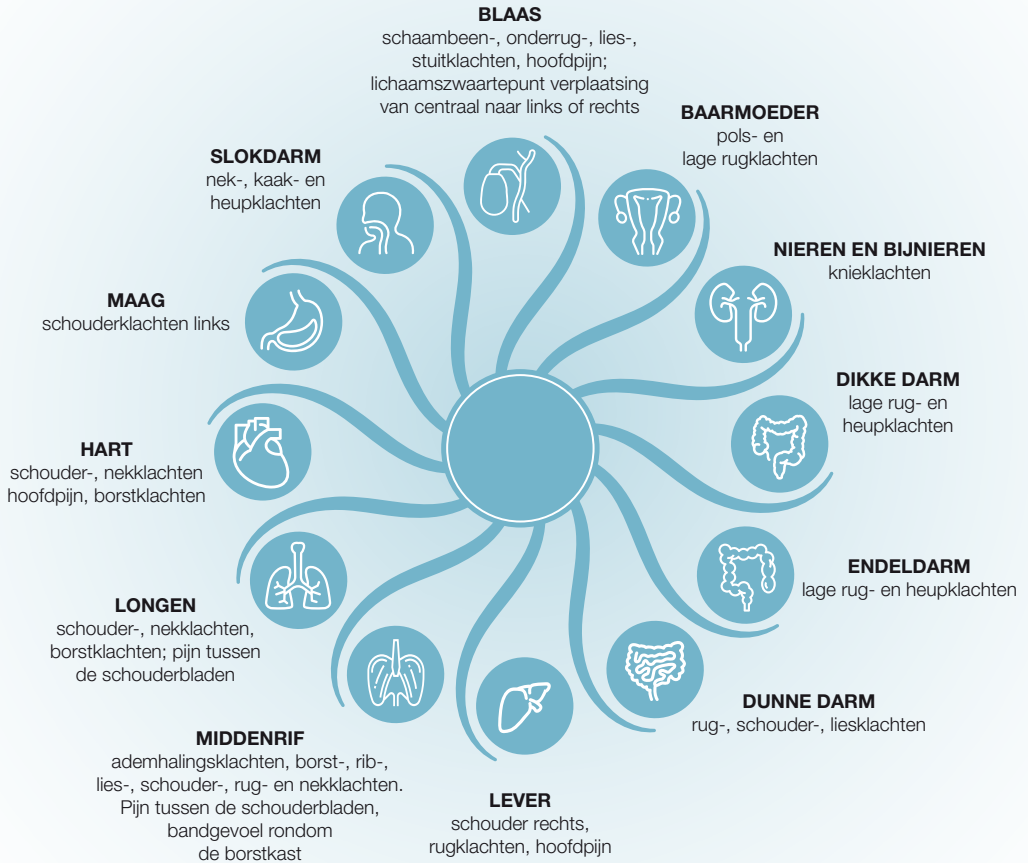 BLAAS
schaambeen-, onderrug-, lies-,
stuitklachten, hoofdpijn;
lichaamszwaartepunt verplaatsing
van centraal naar links of rechts
BAARMOEDER
pols- en
lage rugklachten
NIEREN EN BIJNIEREN
knieklachten
DIKKE DARM
lage rug- en
heupklachten
ENDELDARM
lage rug- en heupklachten
DUNNE DARM
rug-, schouder-, liesklachten
LEVER
schouder rechts,
rugklachten, hoofdpijn
MIDDENRIF
ademhalingsklachten, borst-, rib-,
lies-, schouder-, rug- en nekklachten.
Pijn tussen de schouderbladen,
bandgevoel rondom
de borstkast
LONGEN
schouder-, nekklachten,
borstklachten; pijn tussen
de schouderbladen
HART
schouder-, nekklachten
hoofdpijn, borstklachten
MAAG
schouderklachten links
SLOKDARM
nek-, kaak- en
heupklachten